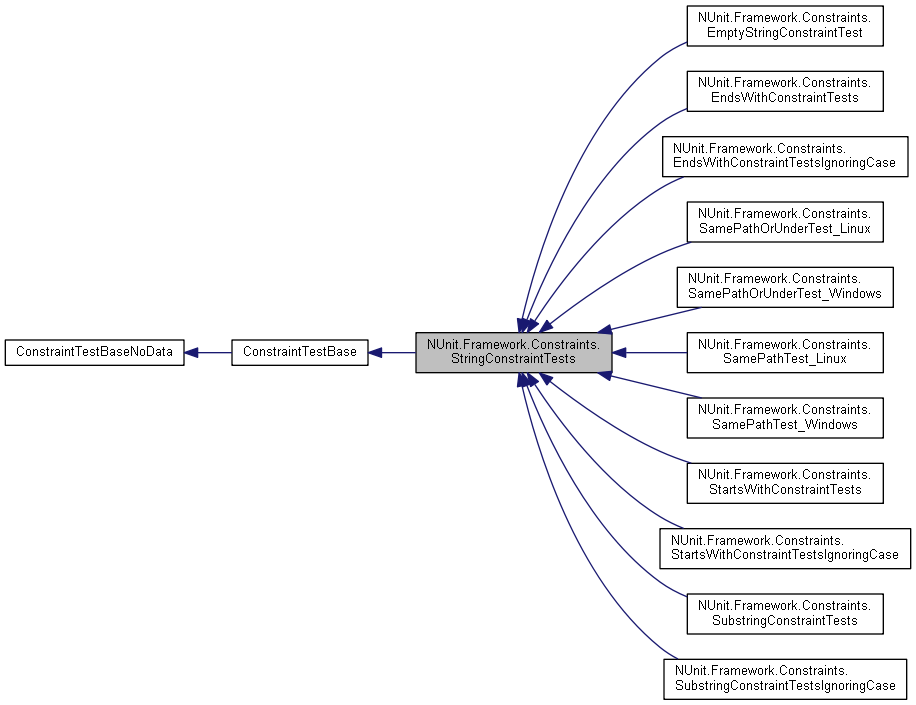 ConstraintTestBaseNoData
ConstraintTestBase
NUnit.Framework.Constraints.
StringConstraintTests
NUnit.Framework.Constraints.
EmptyStringConstraintTest
NUnit.Framework.Constraints.
EndsWithConstraintTests
NUnit.Framework.Constraints.
EndsWithConstraintTestsIgnoringCase
NUnit.Framework.Constraints.
SamePathOrUnderTest_Linux
NUnit.Framework.Constraints.
SamePathOrUnderTest_Windows
NUnit.Framework.Constraints.
SamePathTest_Linux
NUnit.Framework.Constraints.
SamePathTest_Windows
NUnit.Framework.Constraints.
StartsWithConstraintTests
NUnit.Framework.Constraints.
StartsWithConstraintTestsIgnoringCase
NUnit.Framework.Constraints.
SubstringConstraintTests
NUnit.Framework.Constraints.
SubstringConstraintTestsIgnoringCase